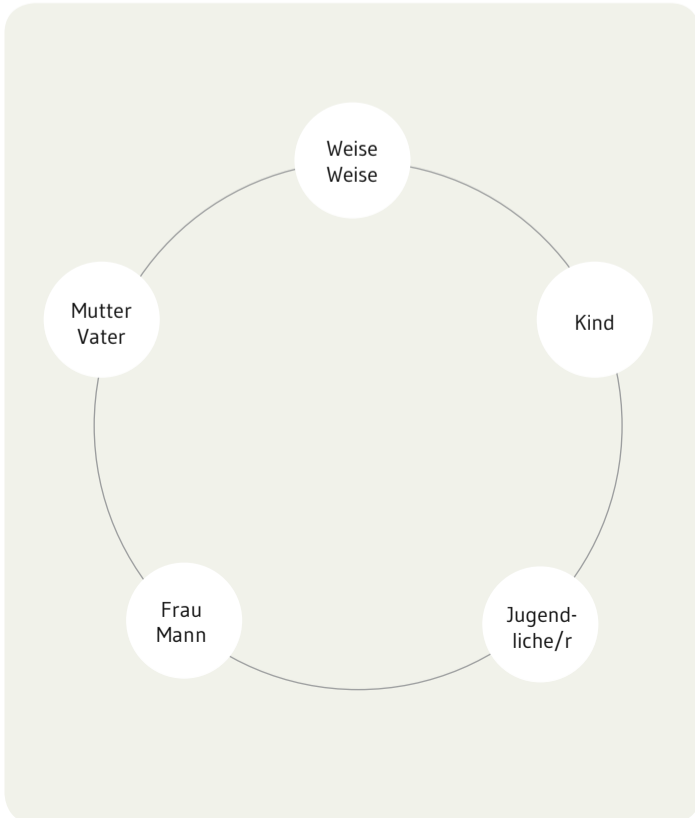 Weise
Weise
Mutter
Vater
Kind
Frau
Mann
Jugend-
liche/r